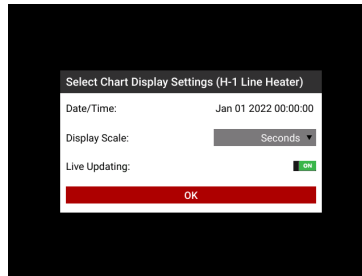 Select Chart Display Settings (H-1 Line Heater)
Date/Time: Jan 01 2022 00:00:00
Display Scale: Seconds ▼
Live Updating: ON
OK